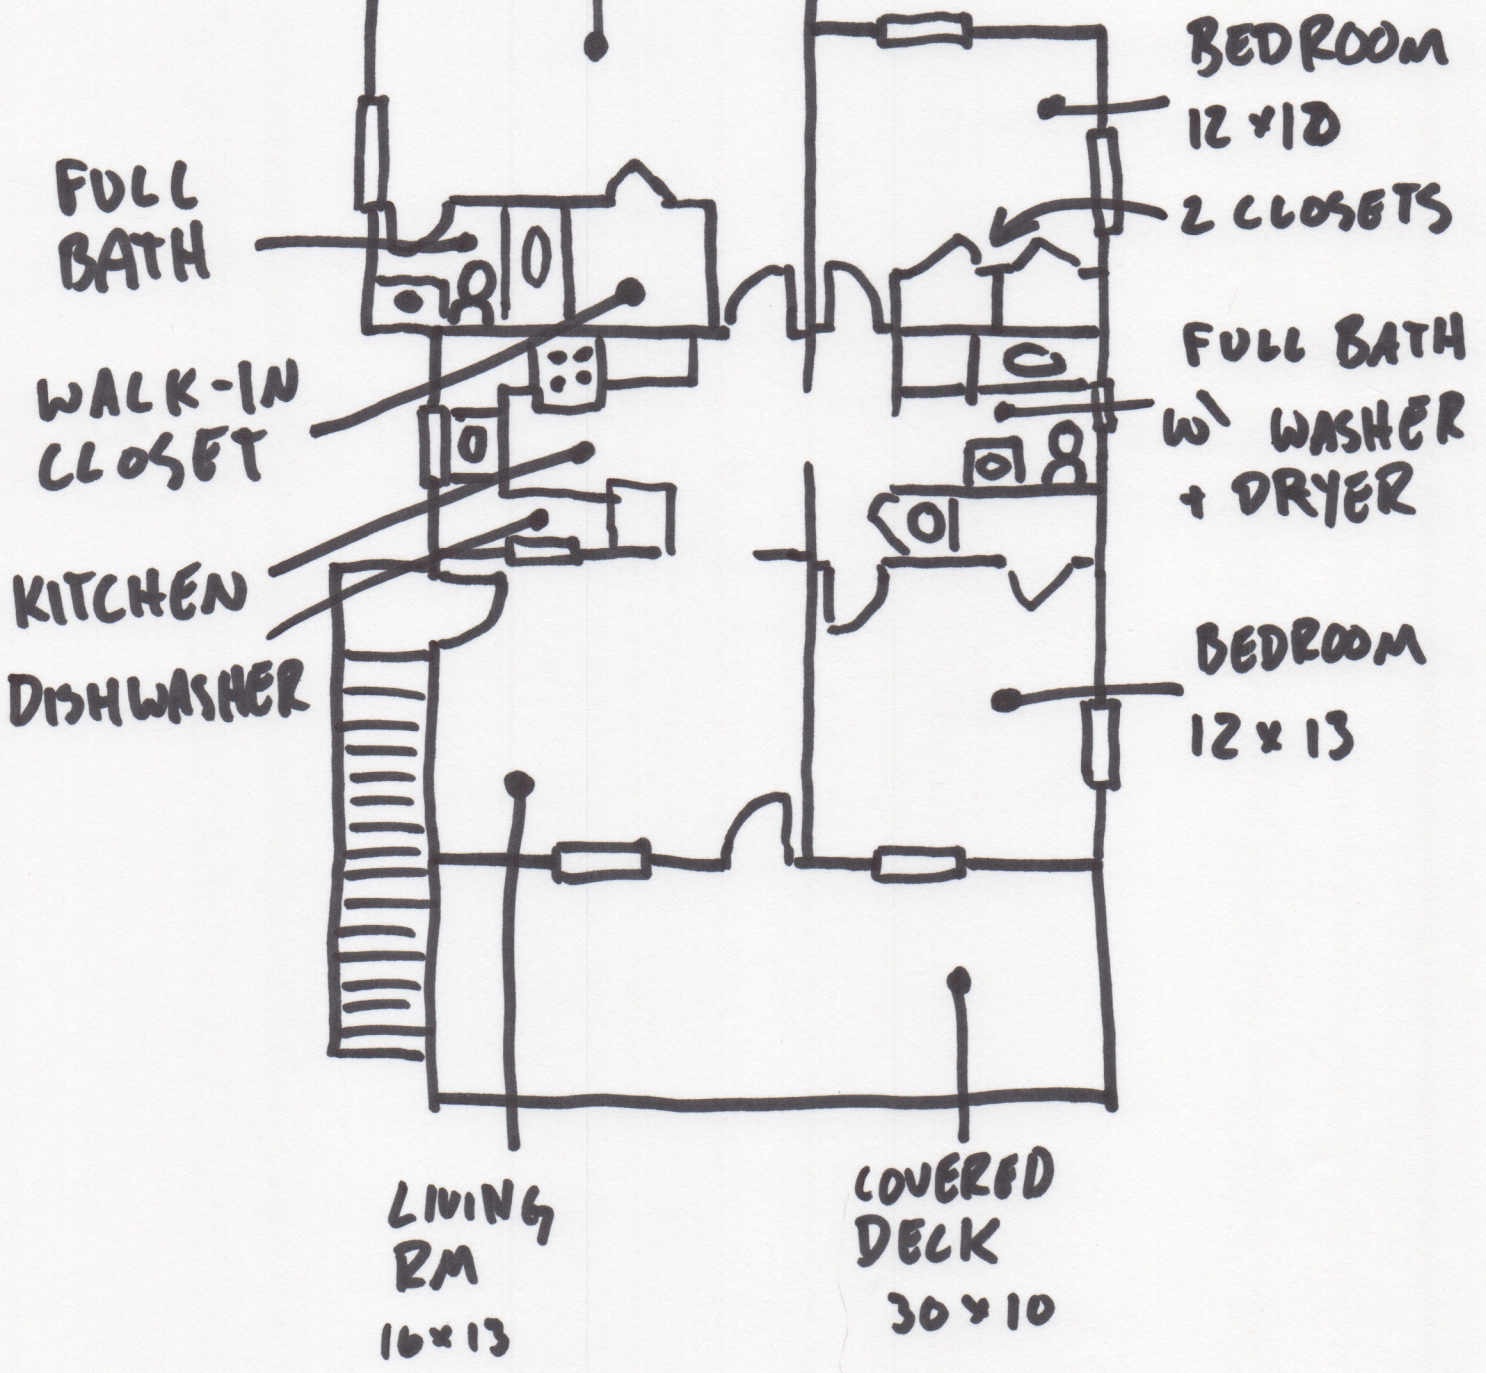 BEDROOM
12 x 10
2 CLOSETS
FULL
BATH
WALK-IN
CLOSET
FULL BATH
W\ WASHER
+ DRYER
KITCHEN
DISHWASHER
BEDROOM
12 x 13
LIVING
RM
16 x 13
COVERED
DECK
30 x 10